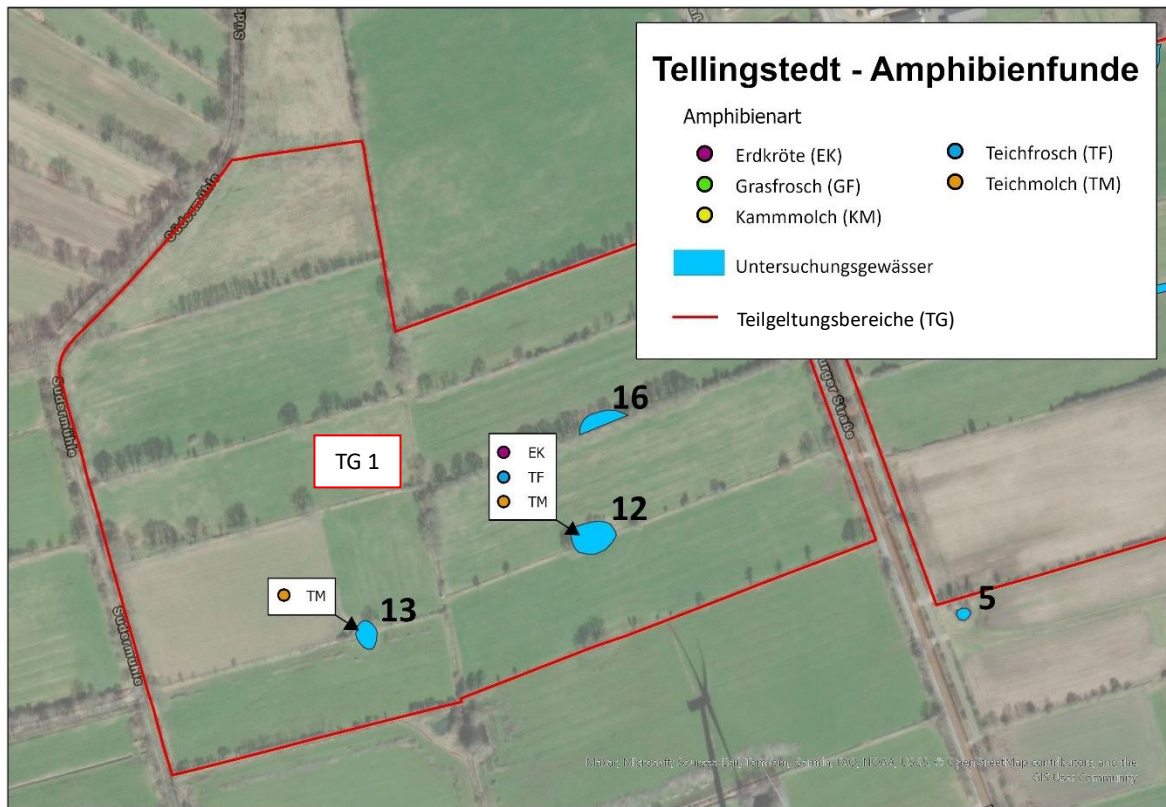 Tellingstedt - Amphibienfunde
Amphibienart
Erdkröte (EK)
Grasfrosch (GF)
Kammmolch (KM)
Teichfrosch (TF)
Teichmolch (TM)
Untersuchungsgewässer
Teilgeltungsbereiche (TG)
Südermühle
Südermühle
Südermühle
urger Straße
16
TG 1
EK
TF
TM
12
TM
13
5
Maxar, Microsoft, Sources: Esri, TomTom, Garmin, FAO, NOAA, USGS, © OpenStreetMap contributors, and the
GIS User Community